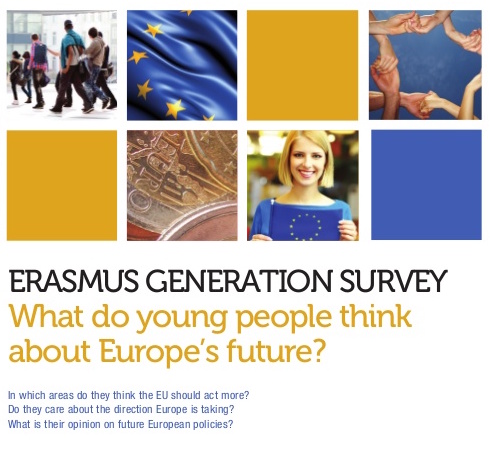 ERASMUS GENERATION SURVEY
What do young people think
about Europe's future?
In which areas do they think the EU should act more?
Do they care about the direction Europe is taking?
What is their opinion on future European policies?